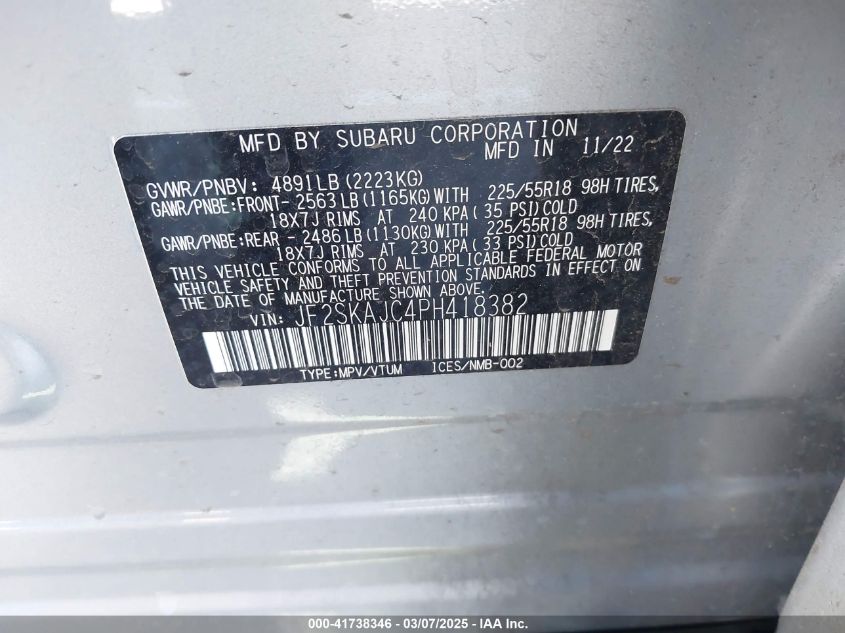 MFD BY SUBARU CORPORATION
MFD IN 11/22
GVWR/PNBV: 4891LB(2223KG)
GAWR/PNBE:FRONT- 2563LB(1165KG)WITH 225/55R18 98H TIRES,
18X7J RIMS AT 240 KPA(35 PSI)COLD
GAWR/PNBE:REAR - 2486LB(1130KG)WITH 225/55R18 98H TIRES,
18X7J RIMS AT 230 KPA(33 PSI)COLD
THIS VEHICLE CONFORMS TO ALL APPLICABLE FEDERAL MOTOR
VEHICLE SAFETY AND THEFT PREVENTION STANDARDS IN EFFECT ON
THE DATE OF MANUFACTURE SHOWN ABOVE.
VIN: JF2SKAJC4PH418382
TYPE:MPV/VTUM ICES/NMB-002
000-41738346 - 03/07/2025 - IAA Inc.